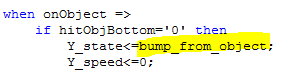 when onObject =>
if hitObjBottom='0' then
Y_state<=bump_from_object;
Y_speed<=0;